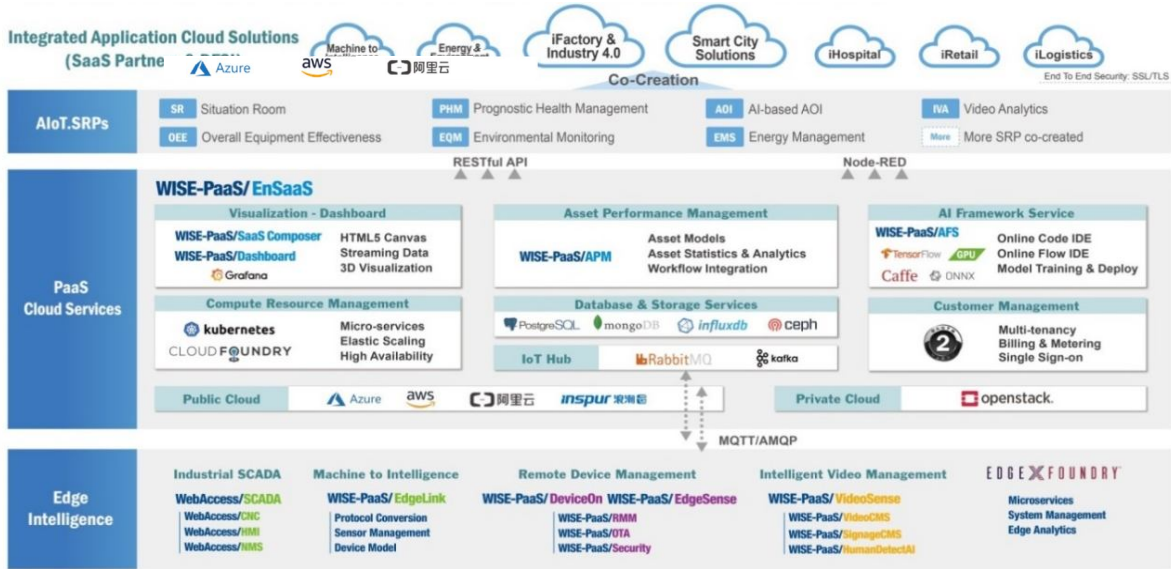 Integrated Application Cloud Solutions
(SaaS Partne
Azure
aws
阿里云
Machine to
Energy &
iFactory &
Industry 4.0
Smart City
Solutions
iHospital
iRetail
iLogistics
Co-Creation
End To End Security: SSL/TLS
AIoT.SRPs
SR Situation Room
PHM Prognostic Health Management
AOI AI-based AOI
IVA Video Analytics
OEE Overall Equipment Effectiveness
EQM Environmental Monitoring
EMS Energy Management
More More SRP co-created
RESTful API
Node-RED
PaaS
Cloud Services
WISE-PaaS/EnSaaS
Visualization - Dashboard
WISE-PaaS/SaaS Composer
WISE-PaaS/Dashboard
Grafana
HTML5 Canvas
Streaming Data
3D Visualization
Asset Performance Management
WISE-PaaS/APM
Asset Models
Asset Statistics & Analytics
Workflow Integration
AI Framework Service
WISE-PaaS/AFS
TensorFlow GPU
Caffe ONNX
Online Code IDE
Online Flow IDE
Model Training & Deploy
Compute Resource Management
kubernetes
CLOUD FOUNDRY
Micro-services
Elastic Scaling
High Availability
Database & Storage Services
PostgreSQL mongoDB influxdb ceph
IoT Hub
RabbitMQ kafka
Customer Management
2
Multi-tenancy
Billing & Metering
Single Sign-on
Public Cloud
Azure aws 阿里云 inspur 浪潮
Private Cloud
openstack.
MQTT/AMQP
Edge
Intelligence
Industrial SCADA
WebAccess/SCADA
WebAccess/CNC
WebAccess/HMI
WebAccess/NMS
Machine to Intelligence
WISE-PaaS/EdgeLink
Protocol Conversion
Sensor Management
Device Model
Remote Device Management
WISE-PaaS/DeviceOn WISE-PaaS/EdgeSense
WISE-PaaS/RMM
WISE-PaaS/OTA
WISE-PaaS/Security
Intelligent Video Management
WISE-PaaS/VideoSense
WISE-PaaS/VideoCMS
WISE-PaaS/SignageCMS
WISE-PaaS/HumanDetectAI
EDGE X FOUNDRY
Microservices
System Management
Edge Analytics